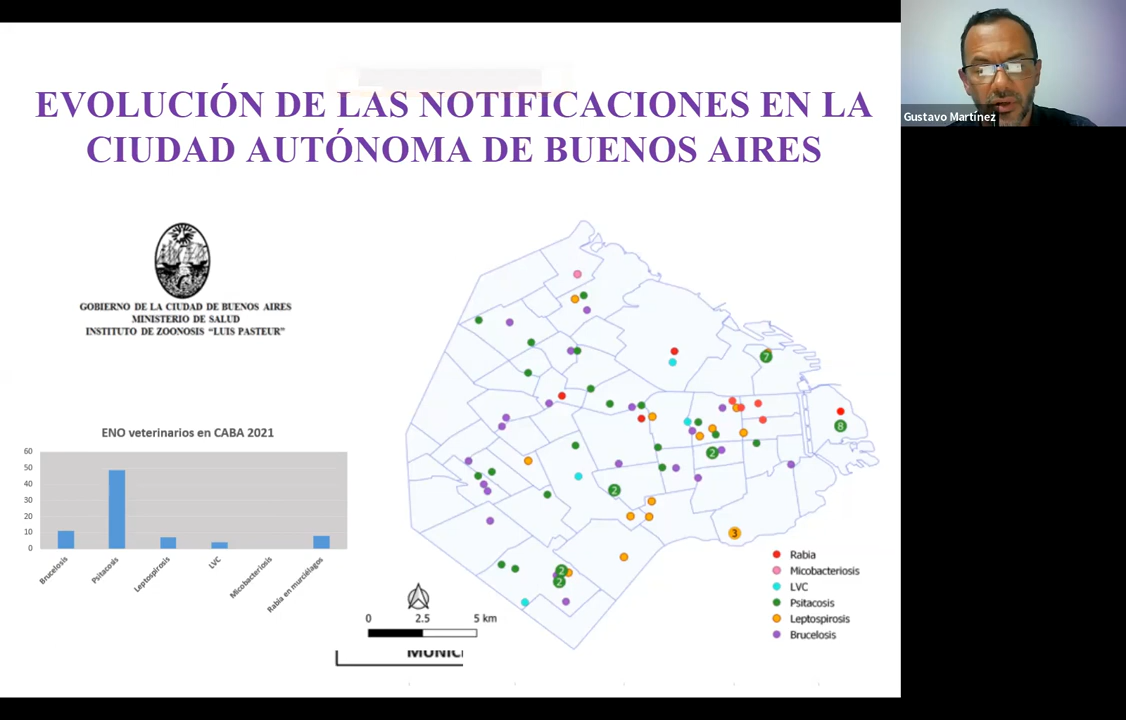 EVOLUCIÓN DE LAS NOTIFICACIONES EN LA
CIUDAD AUTÓNOMA DE BUENOS AIRES
Gustavo Martínez
GOBIERNO DE LA CIUDAD DE BUENOS AIRES
MINISTERIO DE SALUD
INSTITUTO DE ZOONOSIS “LUIS PASTEUR”
ENO veterinarios en CABA 2021
60
50
40
30
20
10
0
Brucelosis
Psitacosis
Leptospirosis
LVC
Micobacteriosis
Rabia en murciélagos
7
8
2
2
3
2
2
0 2.5 5 km
Rabia
Micobacteriosis
LVC
Psitacosis
Leptospirosis
Brucelosis